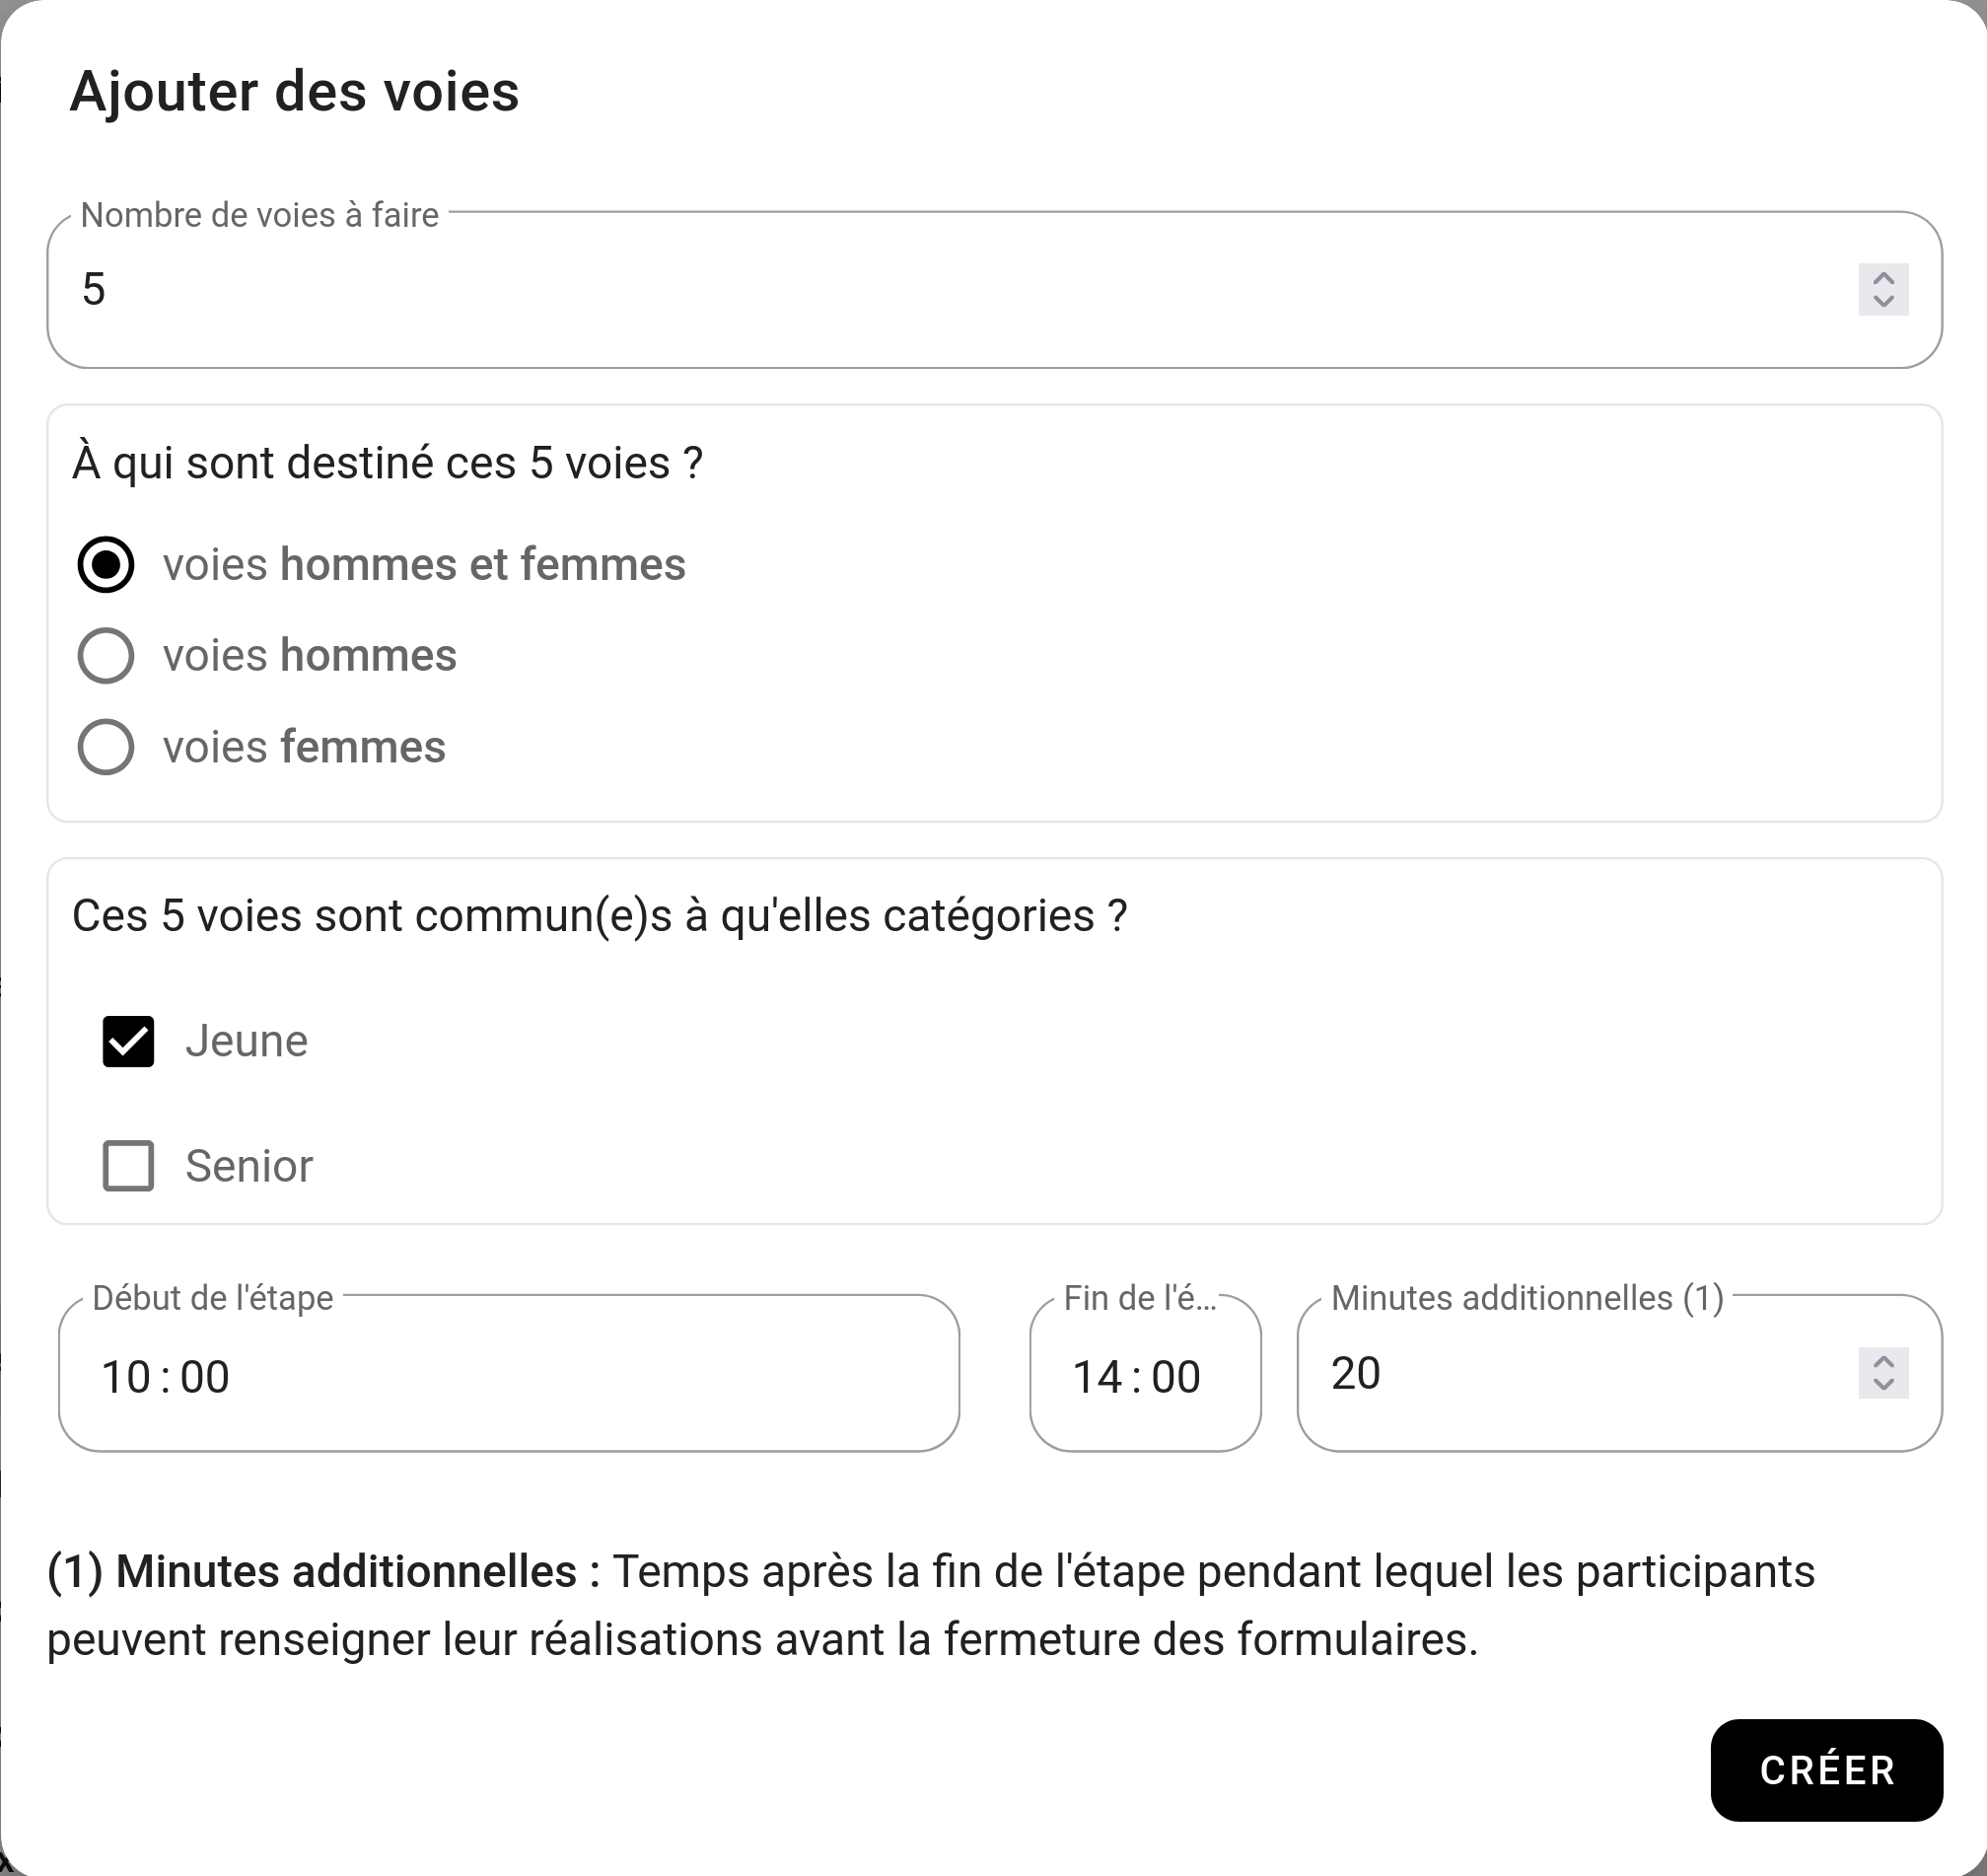 Ajouter des voies
Nombre de voies à faire
5
À qui sont destiné ces 5 voies ?
voies hommes et femmes
voies hommes
voies femmes
Ces 5 voies sont commun(e)s à qu'elles catégories ?
Jeune
Senior
Début de l'étape
10:00
Fin de l'é...
14:00
Minutes additionnelles (1)
20
(1) Minutes additionnelles : Temps après la fin de l'étape pendant lequel les participants
peuvent renseigner leur réalisations avant la fermeture des formulaires.
CRÉER